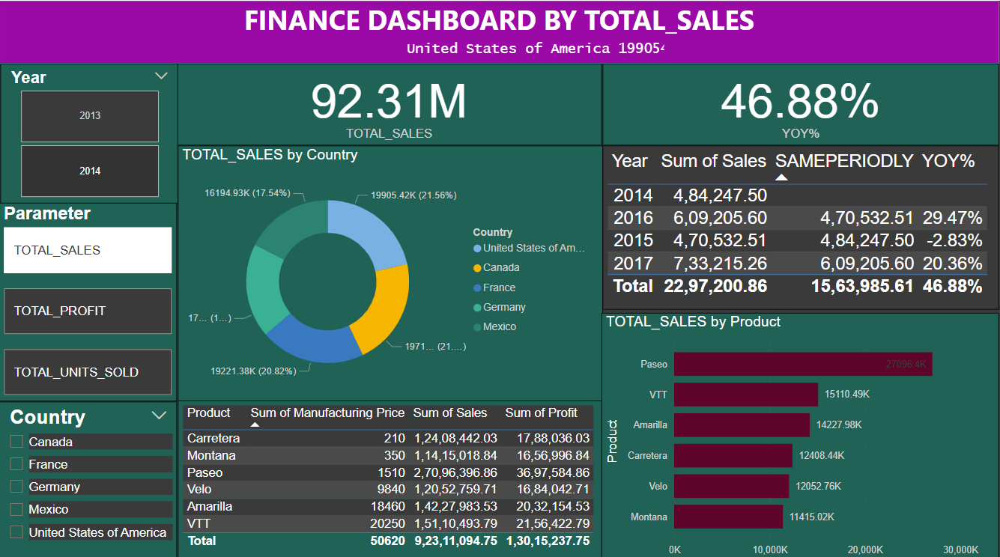 FINANCE DASHBOARD BY TOTAL_SALES
United States of America 19905
Year
2013
2014
Parameter
TOTAL_SALES
TOTAL_PROFIT
TOTAL_UNITS_SOLD
Country
Canada
France
Germany
Mexico
United States of America
92.31M
TOTAL_SALES
46.88%
YOY%
TOTAL_SALES by Country
16194.93K (17.54%)
19905.42K (21.56%)
17... (1...)
1971... (21....)
19221.38K (20.82%)
Country
United States of Am...
Canada
France
Germany
Mexico
Year Sum of Sales SAMEPERIODLY YOY%
2014 4,84,247.50
2016 6,09,205.60 4,70,532.51 29.47%
2015 4,70,532.51 4,84,247.50 -2.83%
2017 7,33,215.26 6,09,205.60 20.36%
Total 22,97,200.86 15,63,985.61 46.88%
Product Sum of Manufacturing Price Sum of Sales Sum of Profit
Carretera 210 1,24,08,442.03 17,88,036.03
Montana 350 1,14,15,018.84 16,56,996.84
Paseo 1510 2,70,96,396.86 36,97,584.86
Velo 9840 1,20,52,759.71 16,84,042.71
Amarilla 18460 1,42,27,983.53 20,32,154.53
VTT 20250 1,51,10,493.79 21,56,422.79
Total 50620 9,23,11,094.75 1,30,15,237.75
TOTAL_SALES by Product
Product
Paseo 27096.4K
VTT 15110.49K
Amarilla 14227.98K
Carretera 12408.44K
Velo 12052.76K
Montana 11415.02K
0K 10,000K 20,000K 30,000K